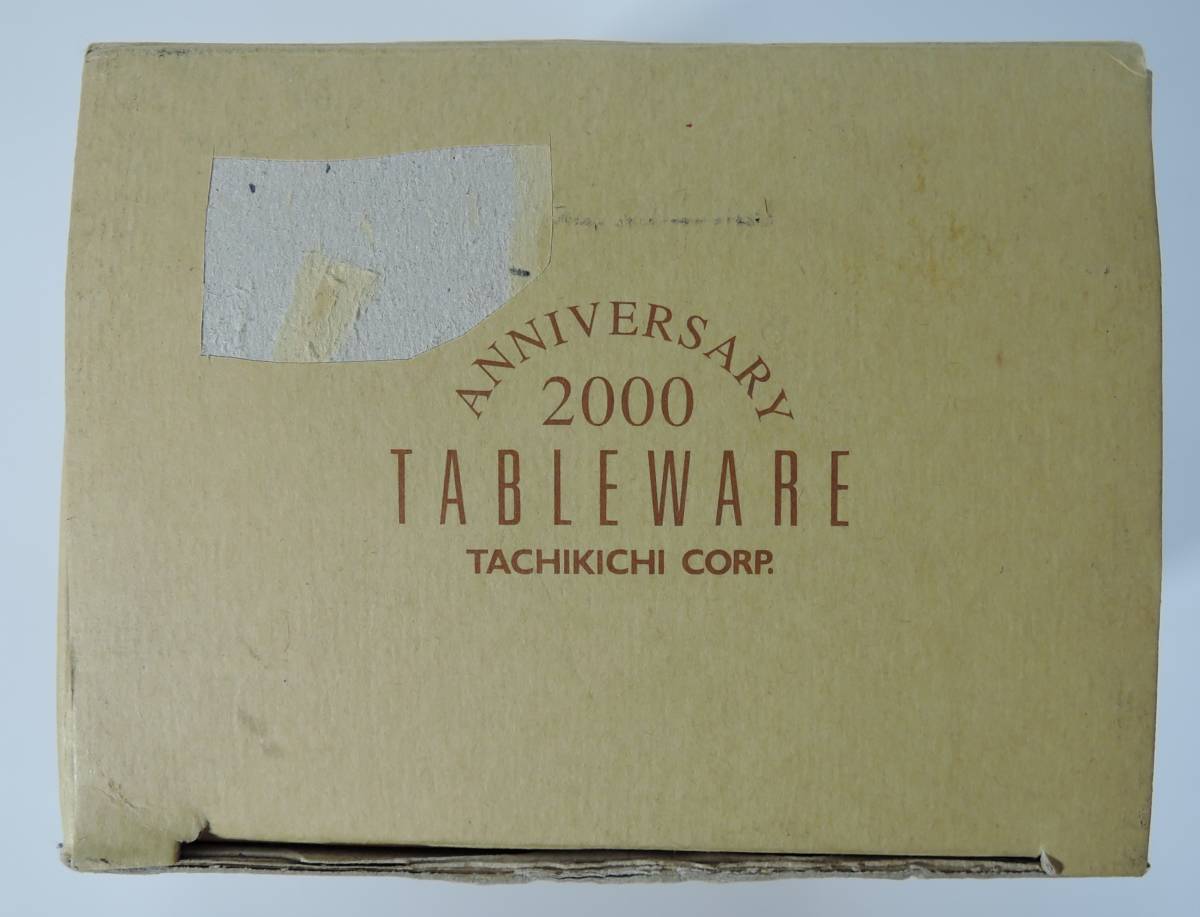 ANNIVERSARY
2000
TABLEWARE
TACHIKICHI CORP.